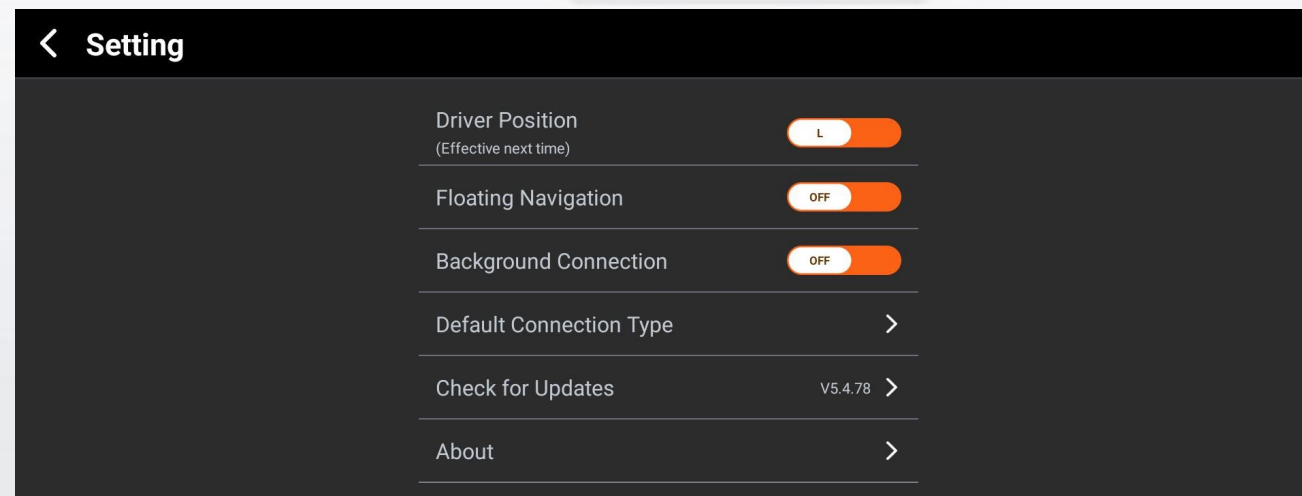 Setting
Driver Position
L
(Effective next time)
Floating Navigation
OFF
Background Connection
OFF
Default Connection Type
Check for Updates
V5.4.78
About